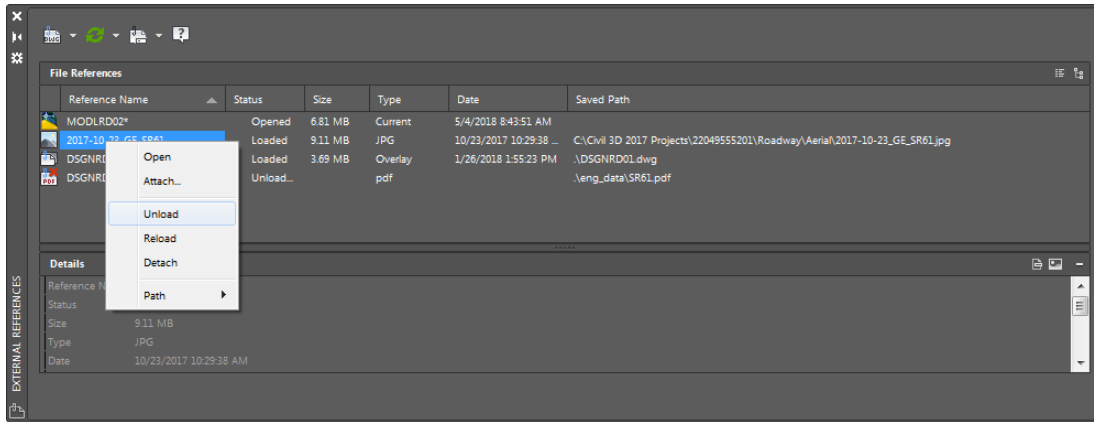 DWG
?
File References
Reference Name Status Size Type Date Saved Path
MODLRD02* Opened 6.81 MB Current 5/4/2018 8:43:51 AM
2017-10-23_GE_SR61 Loaded 9.11 MB JPG 10/23/2017 10:29:38 ... C:\Civil 3D 2017 Projects\22049555201\Roadway\Aerial\2017-10-23_GE_SR61.jpg
DSGNRD Loaded 3.69 MB Overlay 1/26/2018 1:55:23 PM .\DSGNRD01.dwg
PDF DSGNRD Unload... pdf .\eng_data\SR61.pdf
Open
Attach...
Unload
Reload
Detach
Path
Details
Reference N
Status
Size 9.11 MB
Type JPG
Date 10/23/2017 10:29:38 AM
EXTERNAL REFERENCES